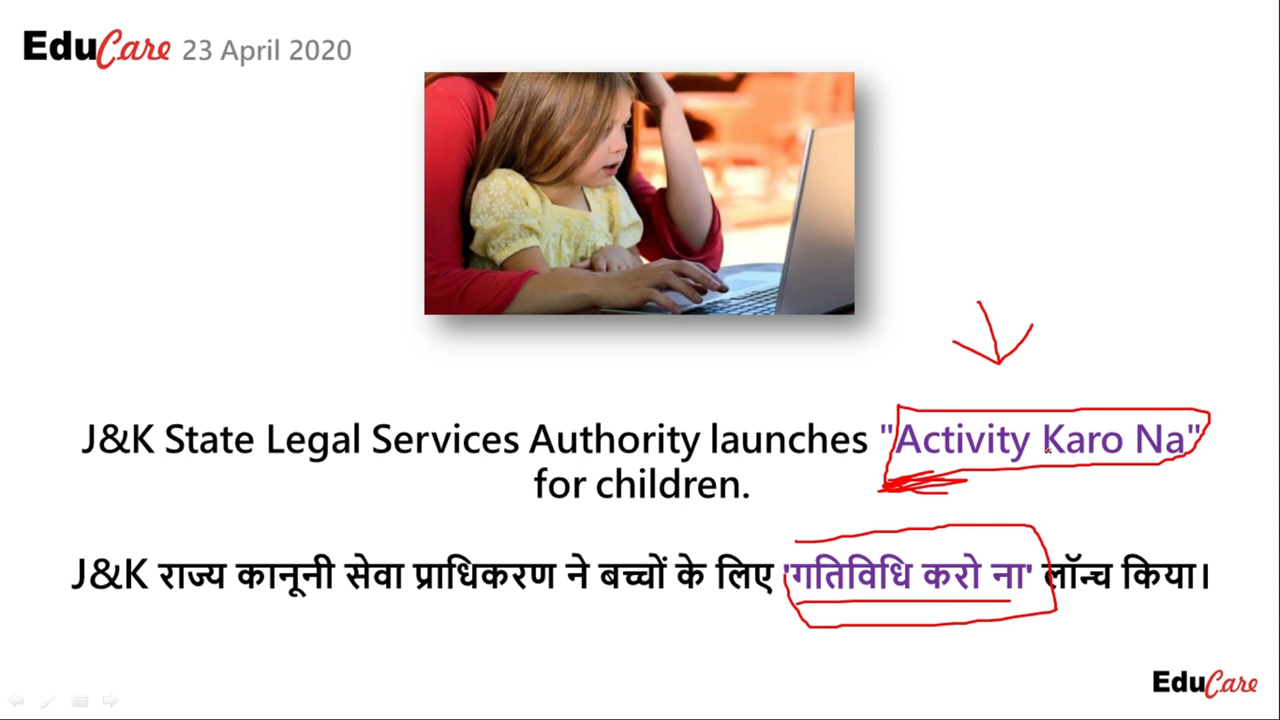 EduCare 23 April 2020
J&K State Legal Services Authority launches "Activity Karo Na"
for children.
J&K राज्य कानूनी सेवा प्राधिकरण ने बच्चों के लिए 'गतिविधि करो ना' लॉन्च किया।
EduCare